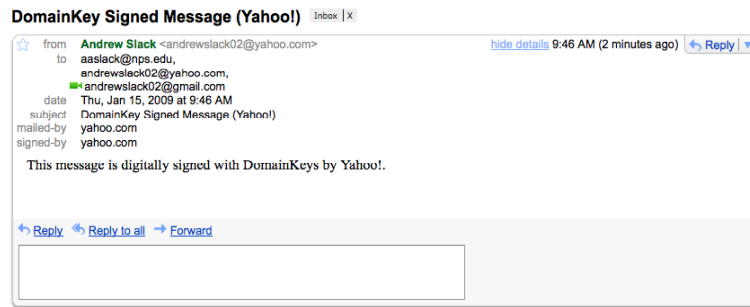 DomainKey Signed Message (Yahoo!) Inbox | X
from Andrew Slack <andrewslack02@yahoo.com> hide details 9:46 AM (2 minutes ago) Reply
to aaslack@nps.edu,
andrewslack02@yahoo.com,
andrewslack02@gmail.com
date Thu, Jan 15, 2009 at 9:46 AM
subject DomainKey Signed Message (Yahoo!)
mailed-by yahoo.com
signed-by yahoo.com
This message is digitally signed with DomainKeys by Yahoo!.
Reply Reply to all Forward